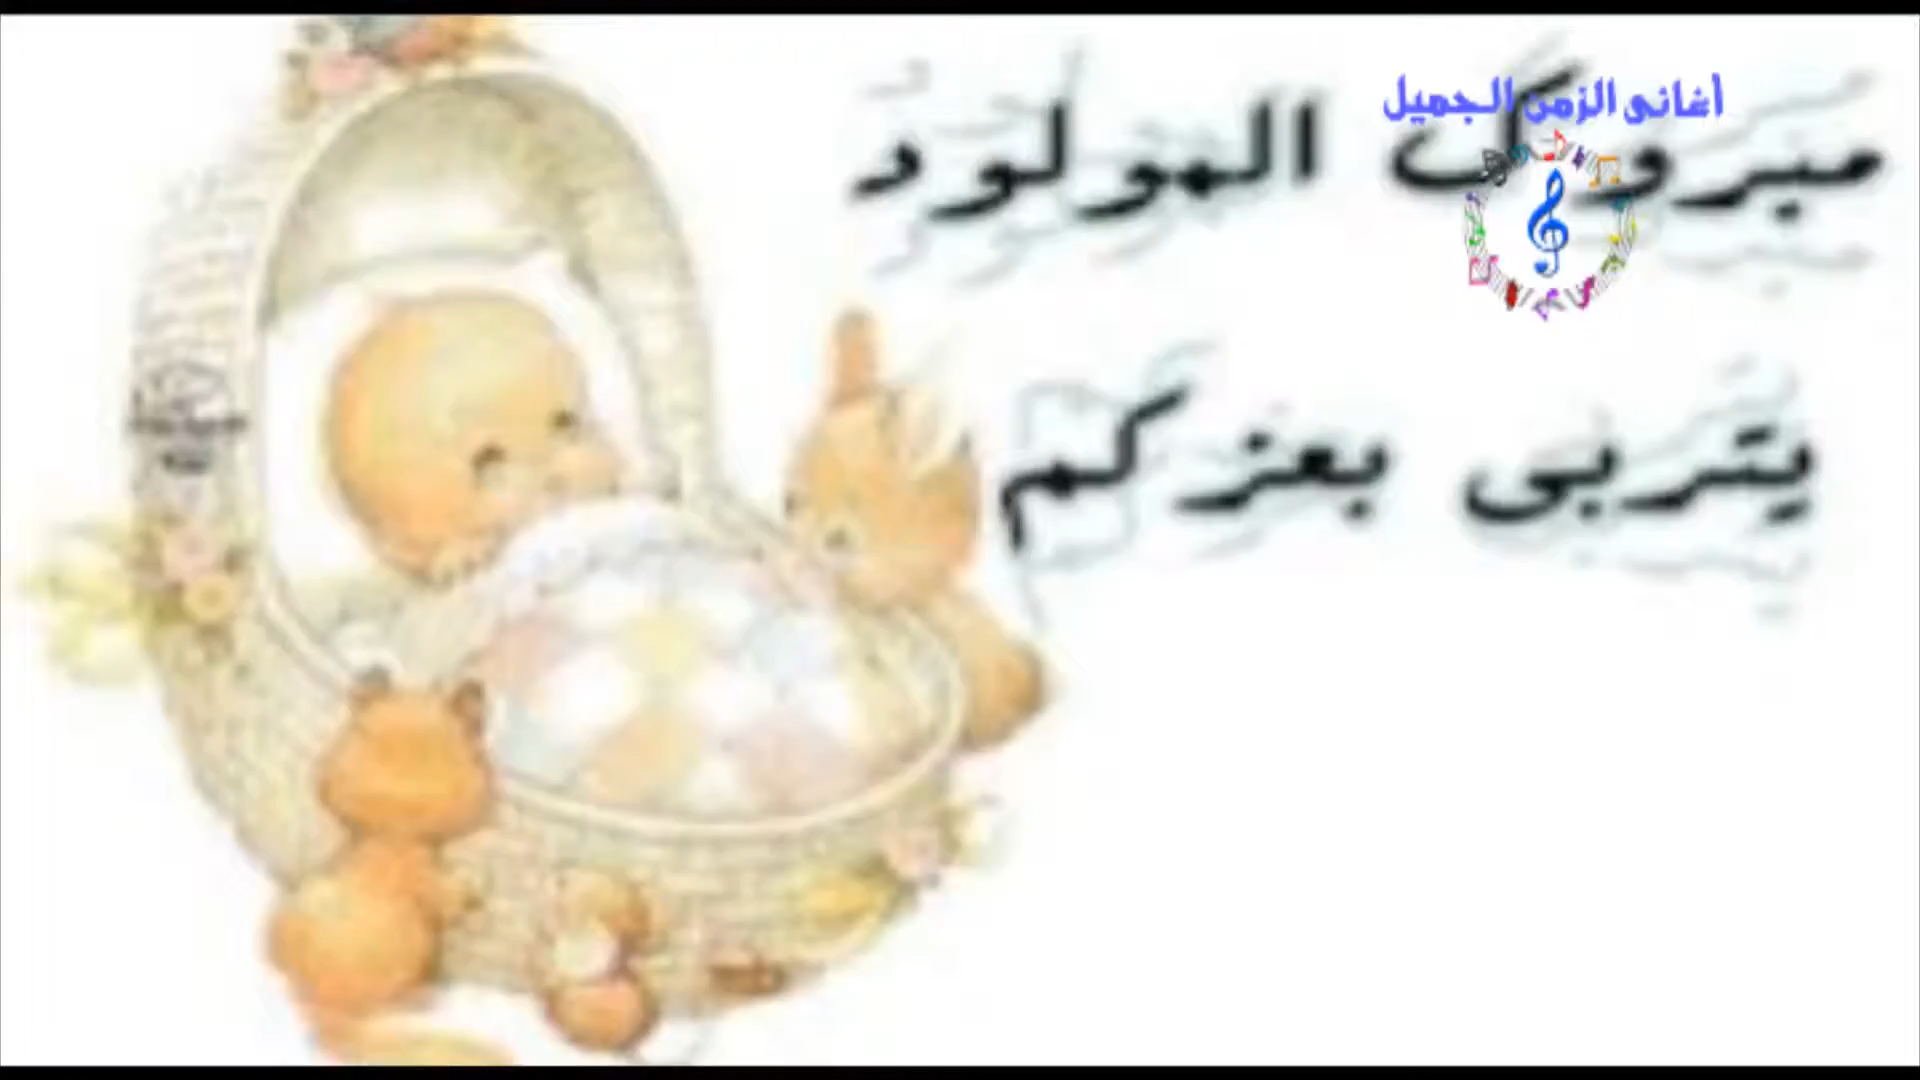 أغانى الزمن الجميل
مبروك المولود
يتربى بعزكم